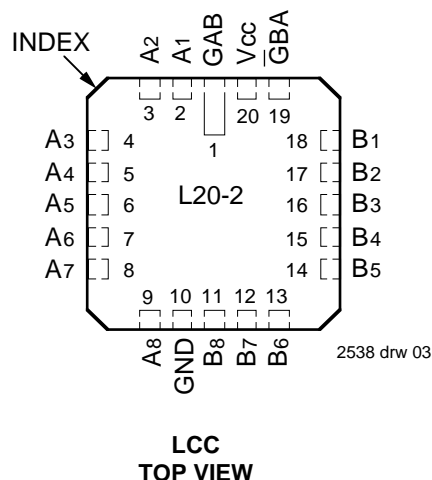 INDEX
A2 A1 GAB Vcc G̅BA
3 2 20 19
1
A3 4 18 B1
A4 5 17 B2
A5 6 L20-2 16 B3
A6 7 15 B4
A7 8 14 B5
9 10 11 12 13
A8 GND B8 B7 B6
2538 drw 03
LCC
TOP VIEW